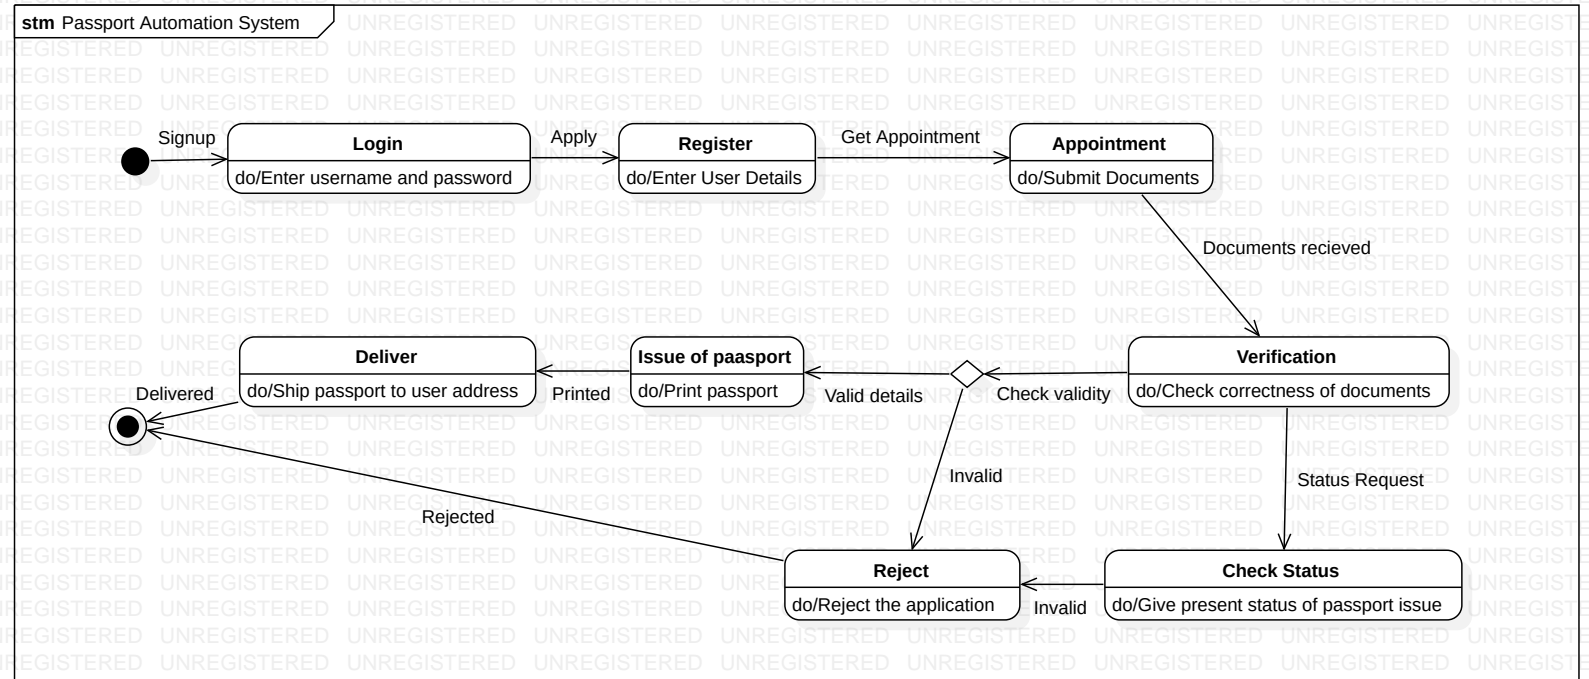 stm Passport Automation System
Signup
Login
do/Enter username and password
Apply
Register
do/Enter User Details
Get Appointment
Appointment
do/Submit Documents
Documents recieved
Verification
do/Check correctness of documents
Check validity
Valid details
Issue of paasport
do/Print passport
Printed
Deliver
do/Ship passport to user address
Delivered
Invalid
Status Request
Rejected
Reject
do/Reject the application
Invalid
Check Status
do/Give present status of passport issue
UNREGISTERED